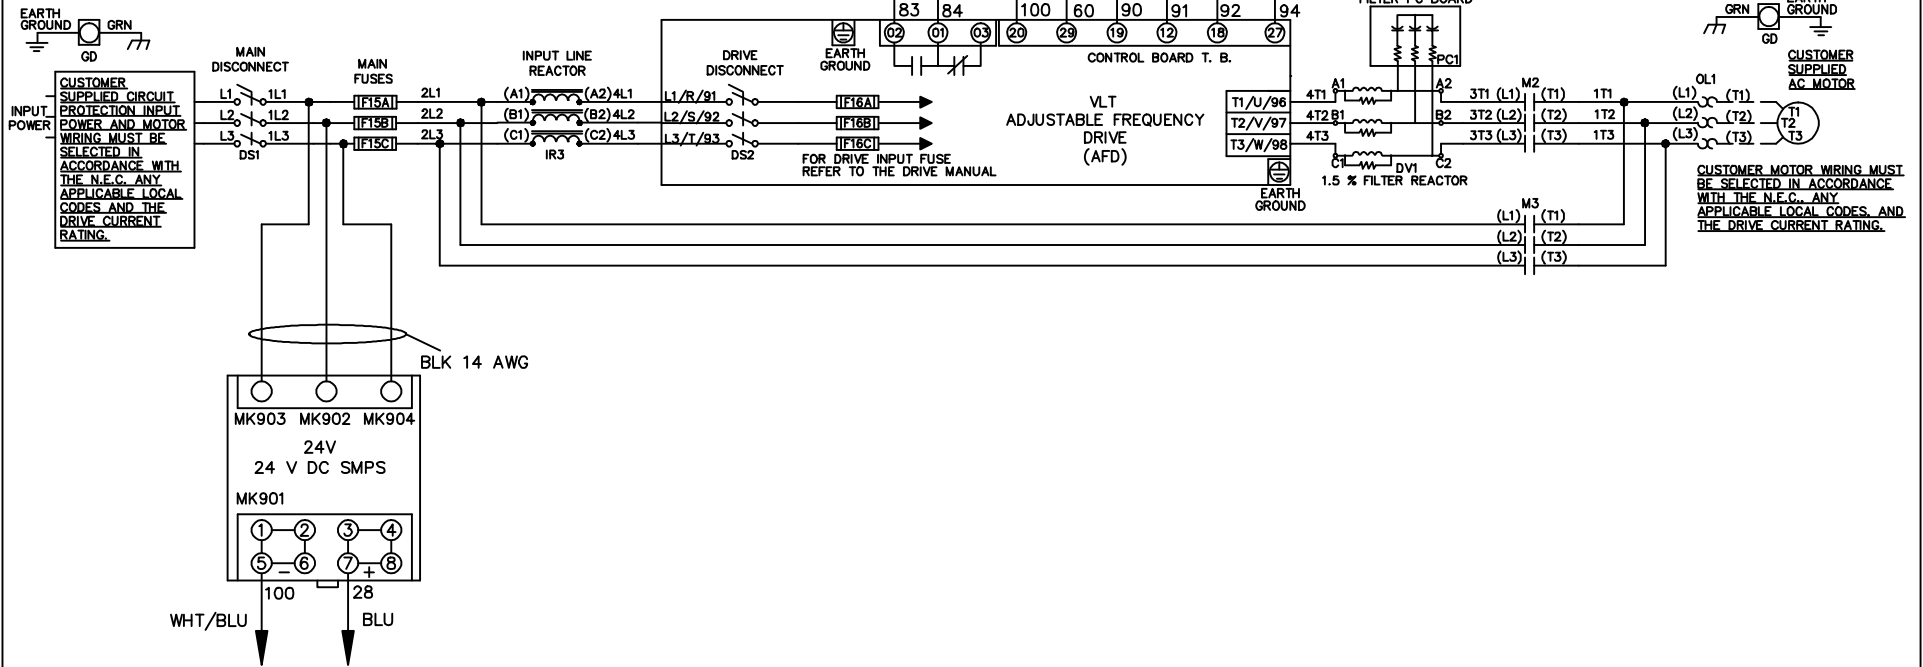 EARTH
GROUND
GRN
GD
83
84
100
60
90
91
92
94
02
01
03
20
29
19
12
18
27
EARTH
GROUND
CONTROL BOARD T. B.
PC1
GRN
GROUND
GD
CUSTOMER
SUPPLIED
AC MOTOR
INPUT
POWER
CUSTOMER
SUPPLIED CIRCUIT
PROTECTION INPUT
POWER AND MOTOR
WIRING MUST BE
SELECTED IN
ACCORDANCE WITH
THE N.E.C. ANY
APPLICABLE LOCAL
CODES AND THE
DRIVE CURRENT
RATING.
MAIN
DISCONNECT
L1 1L1
L2 1L2
L3 1L3
DS1
MAIN
FUSES
F15A
F15B
F15C
2L1
2L2
2L3
INPUT LINE
REACTOR
(A1) (A2) 4L1
(B1) (B2) 4L2
(C1) (C2) 4L3
IR3
DRIVE
DISCONNECT
L1/R/91
L2/S/92
L3/T/93
DS2
F16A
F16B
F16C
FOR DRIVE INPUT FUSE
REFER TO THE DRIVE MANUAL
VLT
ADJUSTABLE FREQUENCY
DRIVE
(AFD)
T1/U/96
T2/V/97
T3/W/98
EARTH
GROUND
4T1
4T2
4T3
A1 A2
B1 B2
C1 C2
DV1
1.5 % FILTER REACTOR
M2
3T1 (L1) (T1) 1T1
3T2 (L2) (T2) 1T2
3T3 (L3) (T3) 1T3
OL1
(L1) (T1)
(L2) (T2)
(L3) (T3)
T1
T2
T3
CUSTOMER MOTOR WIRING MUST
BE SELECTED IN ACCORDANCE
WITH THE N.E.C., ANY
APPLICABLE LOCAL CODES, AND
THE DRIVE CURRENT RATING.
M3
(L1) (T1)
(L2) (T2)
(L3) (T3)
BLK 14 AWG
MK903 MK902 MK904
24V
24 V DC SMPS
MK901
1 2 3 4
5 6 7 8
- +
100 28
WHT/BLU BLU